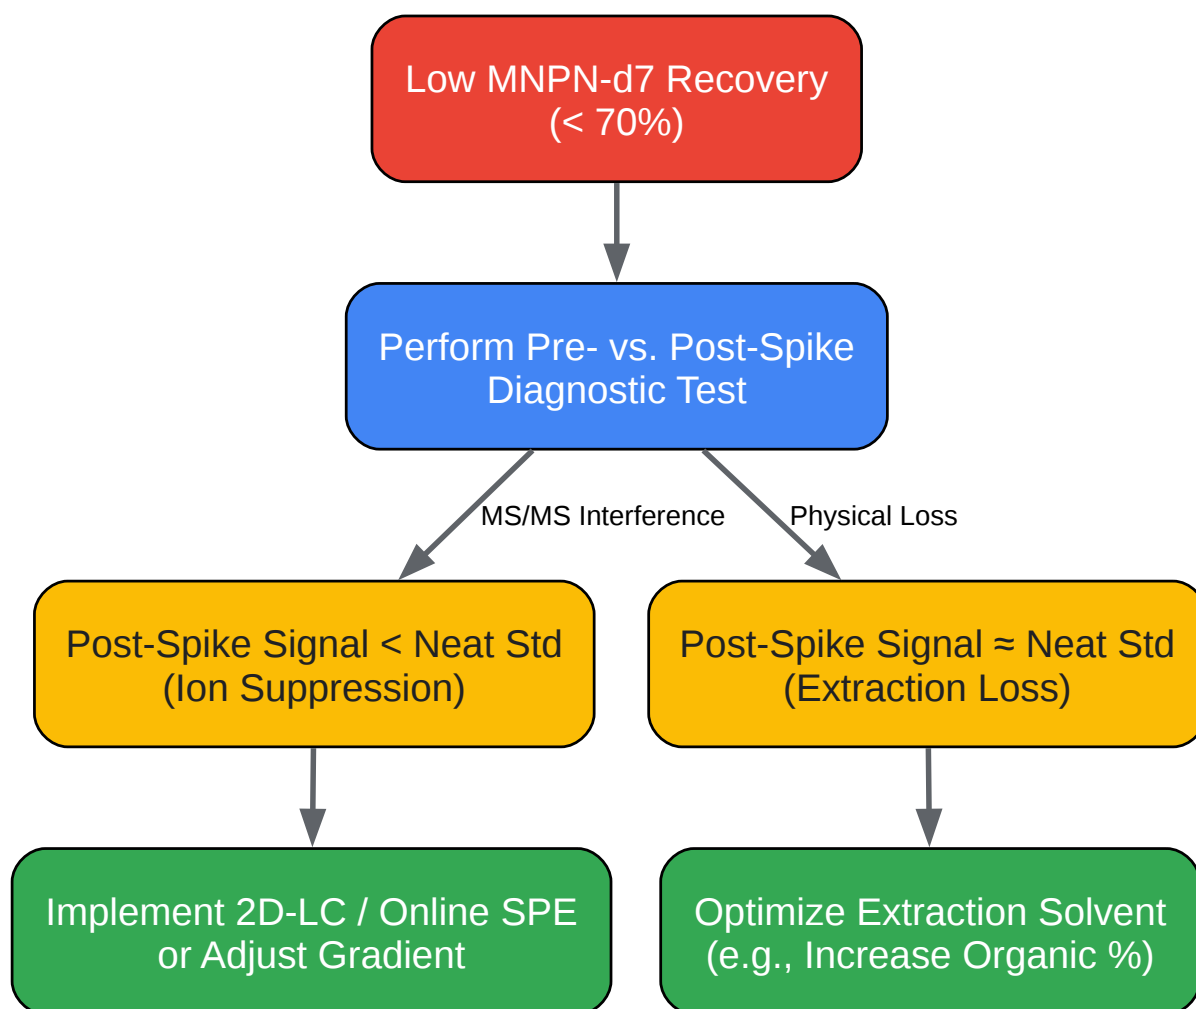 Low MNPN-d7 Recovery
(< 70%)
Perform Pre- vs. Post-Spike
Diagnostic Test
MS/MS Interference
Physical Loss
Post-Spike Signal < Neat Std
(Ion Suppression)
Post-Spike Signal ≈ Neat Std
(Extraction Loss)
Implement 2D-LC / Online SPE
or Adjust Gradient
Optimize Extraction Solvent
(e.g., Increase Organic %)